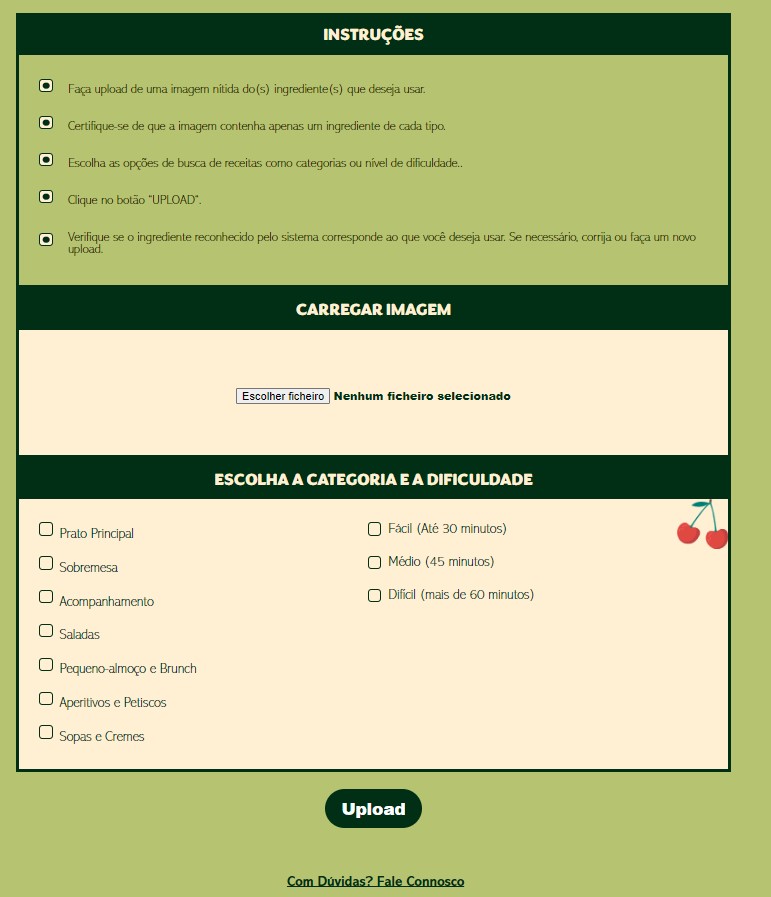 INSTRUÇÕES
Faça upload de uma imagem nítida do(s) ingrediente(s) que deseja usar.
Certifique-se de que a imagem contenha apenas um ingrediente de cada tipo.
Escolha as opções de busca de receitas como categorias ou nível de dificuldade..
Clique no botão "UPLOAD".
Verifique se o ingrediente reconhecido pelo sistema corresponde ao que você deseja usar. Se necessário, corrija ou faça um novo
upload.
CARREGAR IMAGEM
Escolher ficheiro Nenhum ficheiro selecionado
ESCOLHA A CATEGORIA E A DIFICULDADE
Prato Principal
Sobremesa
Acompanhamento
Saladas
Pequeno-almoço e Brunch
Aperitivos e Petiscos
Sopas e Cremes
Fácil (Até 30 minutos)
Médio (45 minutos)
Difícil (mais de 60 minutos)
Upload
Com Dúvidas? Fale Connosco